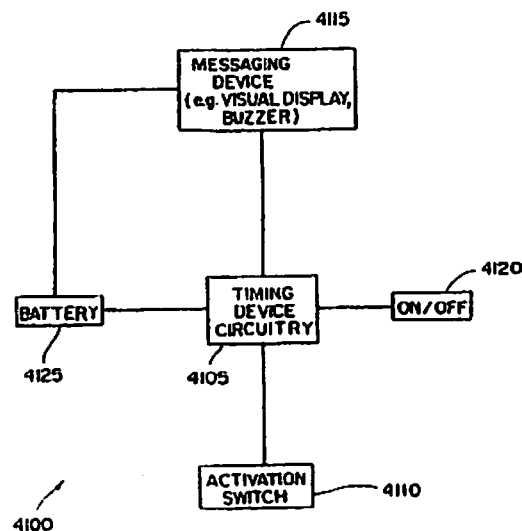 4115
MESSAGING
DEVICE
(e.g. VISUAL DISPLAY,
BUZZER)
4120
BATTERY
TIMING
DEVICE
CIRCUITRY
ON/OFF
4125
4105
ACTIVATION
SWITCH
4110
4100